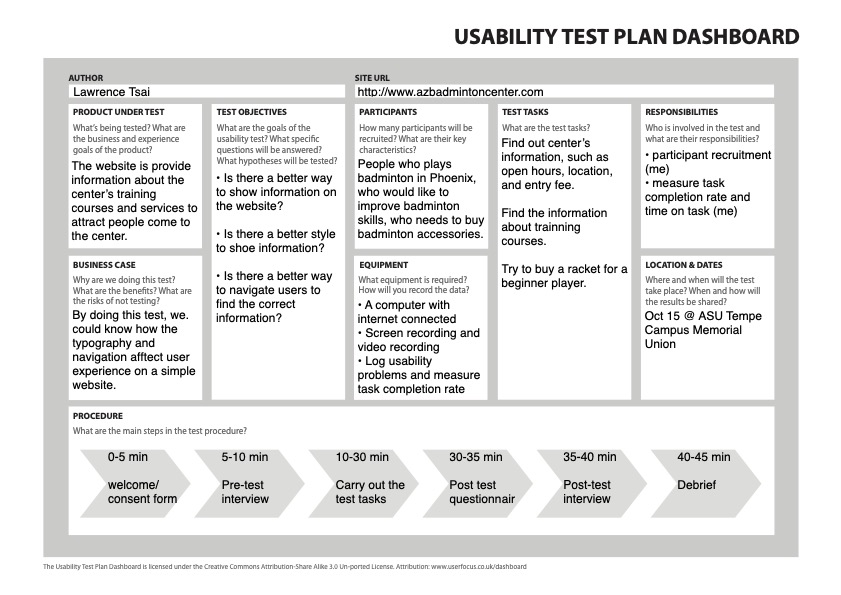 USABILITY TEST PLAN DASHBOARD
AUTHOR
Lawrence Tsai
SITE URL
http://www.azbadmintoncenter.com
PRODUCT UNDER TEST
What's being tested? What are
the business and experience
goals of the product?
The website is provide
information about the
center's training
courses and services to
attract people come to
the center.
BUSINESS CASE
Why are we doing this test?
What are the benefits? What are
the risks of not testing?
By doing this test, we.
could know how the
typography and
navigation afftect user
experience on a simple
website.
TEST OBJECTIVES
What are the goals of the
usability test? What specific
questions will be answered?
What hypotheses will be tested?
• Is there a better way
to show information on
the website?
• Is there a better style
to shoe information?
• Is there a better way
to navigate users to
find the correct
information?
PARTICIPANTS
How many participants will be
recruited? What are their key
characteristics?
People who plays
badminton in Phoenix,
who would like to
improve badminton
skills, who needs to buy
badminton accessories.
EQUIPMENT
What equipment is required?
How will you record the data?
• A computer with
internet connected
• Screen recording and
video recording
• Log usability
problems and measure
task completion rate
TEST TASKS
What are the test tasks?
Find out center's
information, such as
open hours, location,
and entry fee.
Find the information
about trainning
courses.
Try to buy a racket for a
beginner player.
RESPONSIBILITIES
Who is involved in the test and
what are their responsibilities?
• participant recruitment
(me)
• measure task
completion rate and
time on task (me)
LOCATION & DATES
Where and when will the test
take place? When and how will
the results be shared?
Oct 15 @ ASU Tempe
Campus Memorial
Union
PROCEDURE
What are the main steps in the test procedure?
0-5 min
welcome/
consent form
5-10 min
Pre-test
interview
10-30 min
Carry out the
test tasks
30-35 min
Post test
questionnair
35-40 min
Post-test
interview
40-45 min
Debrief
The Usability Test Plan Dashboard is licensed under the Creative Commons Attribution-Share Alike 3.0 Un-ported License. Attribution: www.userfocus.co.uk/dashboard